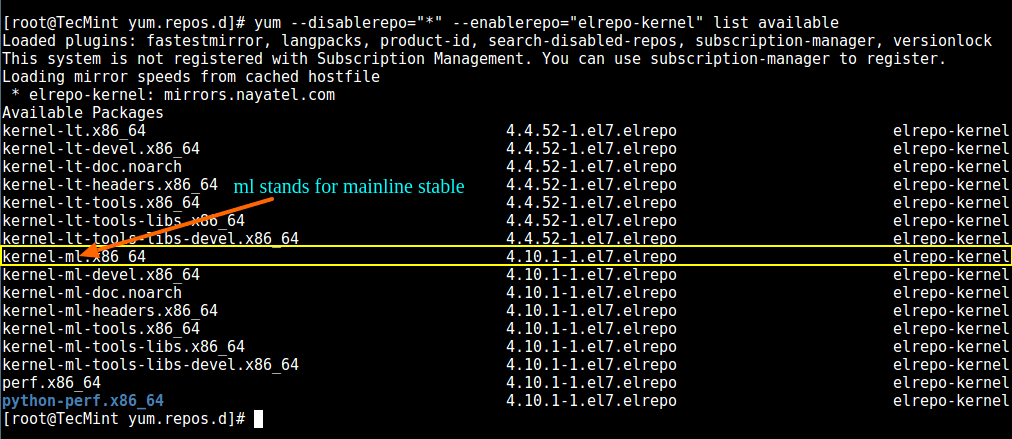 [root@TecMint yum.repos.d]# yum --disablerepo="*" --enablerepo="elrepo-kernel" list available
Loaded plugins: fastestmirror, langpacks, product-id, search-disabled-repos, subscription-manager, versionlock
This system is not registered with Subscription Management. You can use subscription-manager to register.
Loading mirror speeds from cached hostfile
 * elrepo-kernel: mirrors.nayatel.com
Available Packages
kernel-lt.x86_64 4.4.52-1.el7.elrepo elrepo-kernel
kernel-lt-devel.x86_64 4.4.52-1.el7.elrepo elrepo-kernel
kernel-lt-doc.noarch 4.4.52-1.el7.elrepo elrepo-kernel
kernel-lt-headers.x86_64 4.4.52-1.el7.elrepo elrepo-kernel
ml stands for mainline stable
kernel-lt-tools.x86_64 4.4.52-1.el7.elrepo elrepo-kernel
kernel-lt-tools-libs.x86_64 4.4.52-1.el7.elrepo elrepo-kernel
kernel-lt-tools-libs-devel.x86_64 4.4.52-1.el7.elrepo elrepo-kernel
kernel-ml.x86_64 4.10.1-1.el7.elrepo elrepo-kernel
kernel-ml-devel.x86_64 4.10.1-1.el7.elrepo elrepo-kernel
kernel-ml-doc.noarch 4.10.1-1.el7.elrepo elrepo-kernel
kernel-ml-headers.x86_64 4.10.1-1.el7.elrepo elrepo-kernel
kernel-ml-tools.x86_64 4.10.1-1.el7.elrepo elrepo-kernel
kernel-ml-tools-libs.x86_64 4.10.1-1.el7.elrepo elrepo-kernel
kernel-ml-tools-libs-devel.x86_64 4.10.1-1.el7.elrepo elrepo-kernel
perf.x86_64 4.10.1-1.el7.elrepo elrepo-kernel
python-perf.x86_64 4.10.1-1.el7.elrepo elrepo-kernel
[root@TecMint yum.repos.d]#